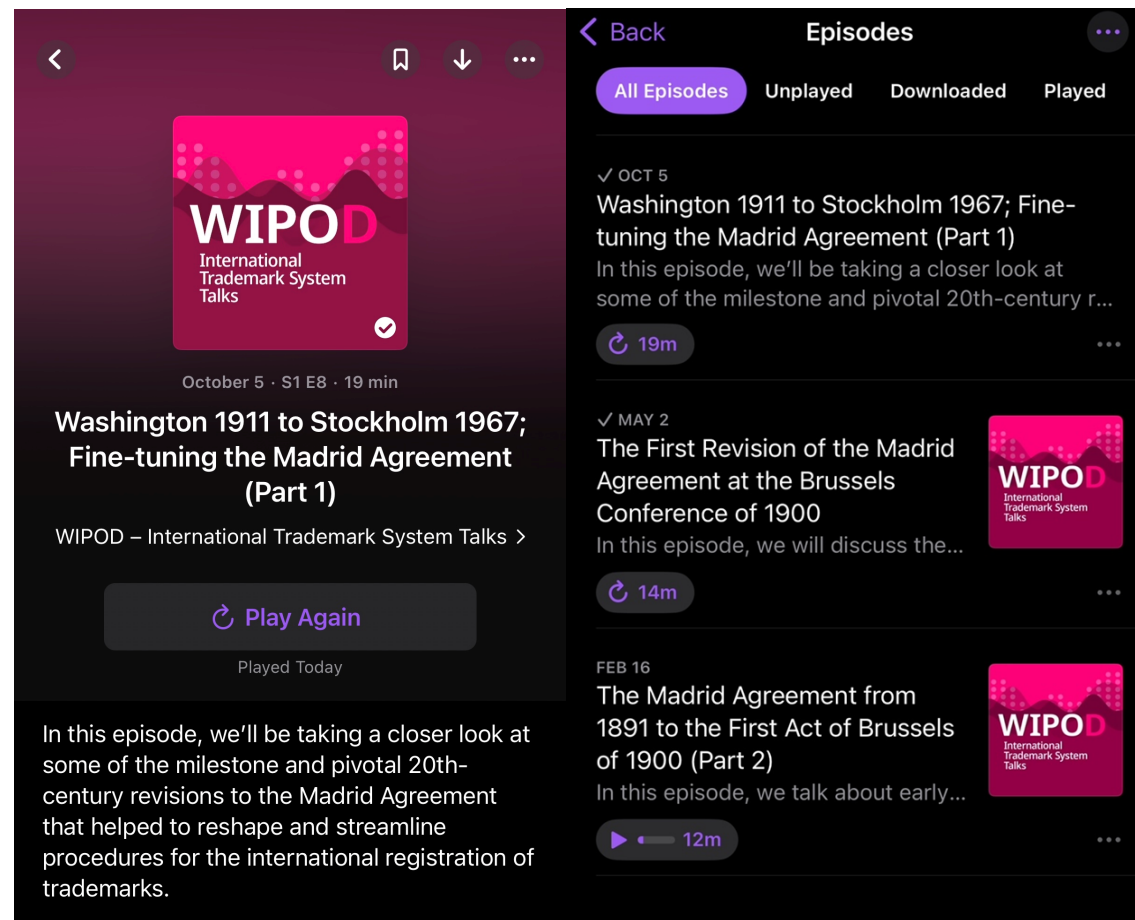 WIPOD
International
Trademark System
Talks
October 5 · S1 E8 · 19 min
Washington 1911 to Stockholm 1967;
Fine-tuning the Madrid Agreement
(Part 1)
WIPOD – International Trademark System Talks
Play Again
Played Today
In this episode, we’ll be taking a closer look at
some of the milestone and pivotal 20th-
century revisions to the Madrid Agreement
that helped to reshape and streamline
procedures for the international registration of
trademarks.
Back
Episodes
All Episodes
Unplayed
Downloaded
Played
OCT 5
Washington 1911 to Stockholm 1967; Fine-
tuning the Madrid Agreement (Part 1)
In this episode, we’ll be taking a closer look at
some of the milestone and pivotal 20th-century r...
19m
MAY 2
The First Revision of the Madrid
Agreement at the Brussels
Conference of 1900
In this episode, we will discuss the...
14m
WIPOD
International
Trademark System
Talks
FEB 16
The Madrid Agreement from
1891 to the First Act of Brussels
of 1900 (Part 2)
In this episode, we talk about early...
12m
WIPOD
International
Trademark System
Talks